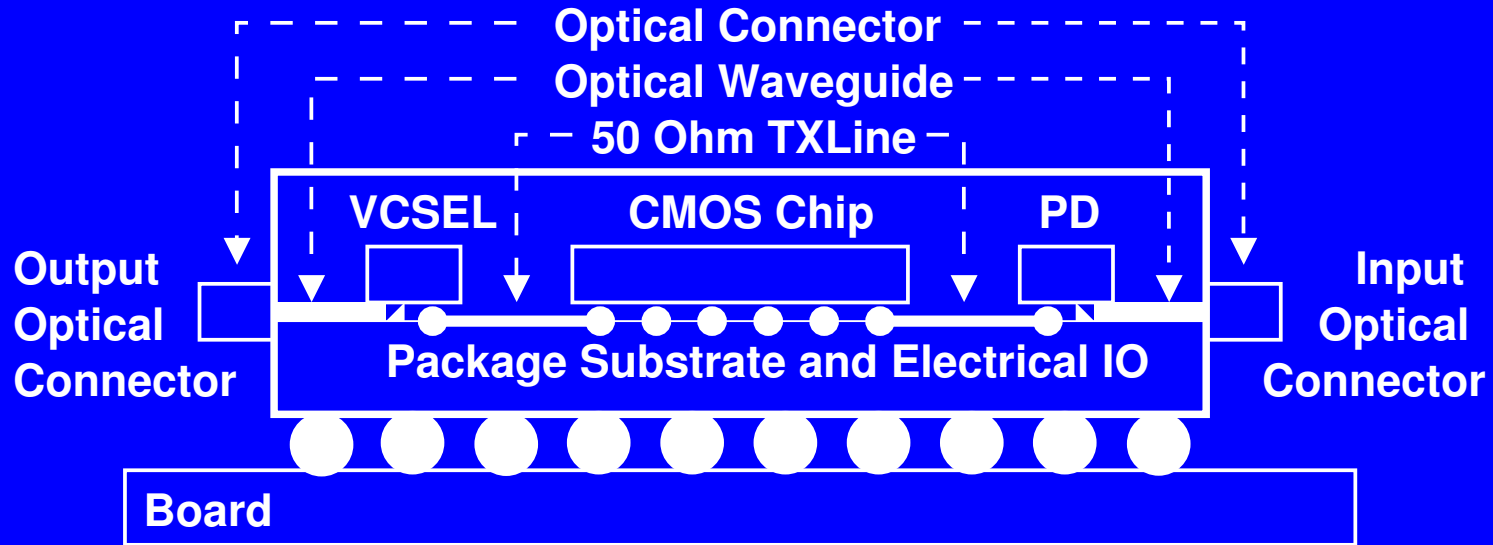 Optical Connector
Optical Waveguide
50 Ohm TXLine
VCSEL
CMOS Chip
PD
Output
Optical
Connector
Input
Optical
Connector
Package Substrate and Electrical IO
Board